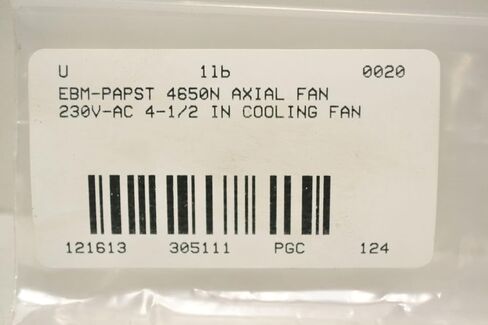 U 1lb 0020
EBM-PAPST 4650N AXIAL FAN
230V-AC 4-1/2 IN COOLING FAN
121613 305111 PGC 124